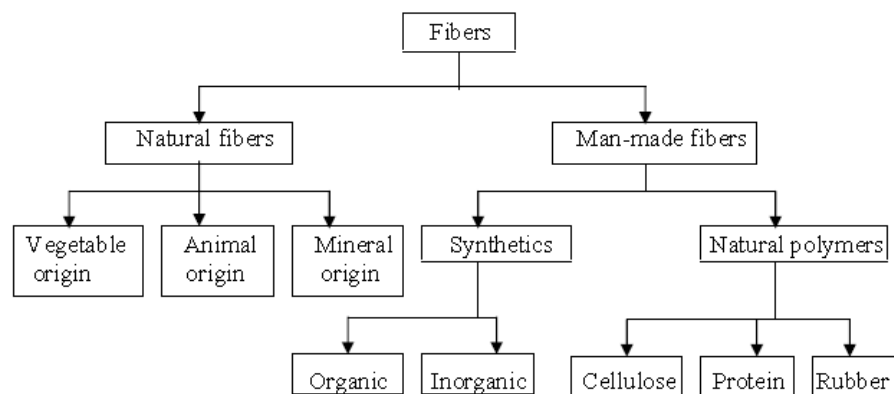 Fibers
Natural fibers
Man-made fibers
Vegetable
origin
Animal
origin
Mineral
origin
Synthetics
Natural polymers
Organic
Inorganic
Cellulose
Protein
Rubber